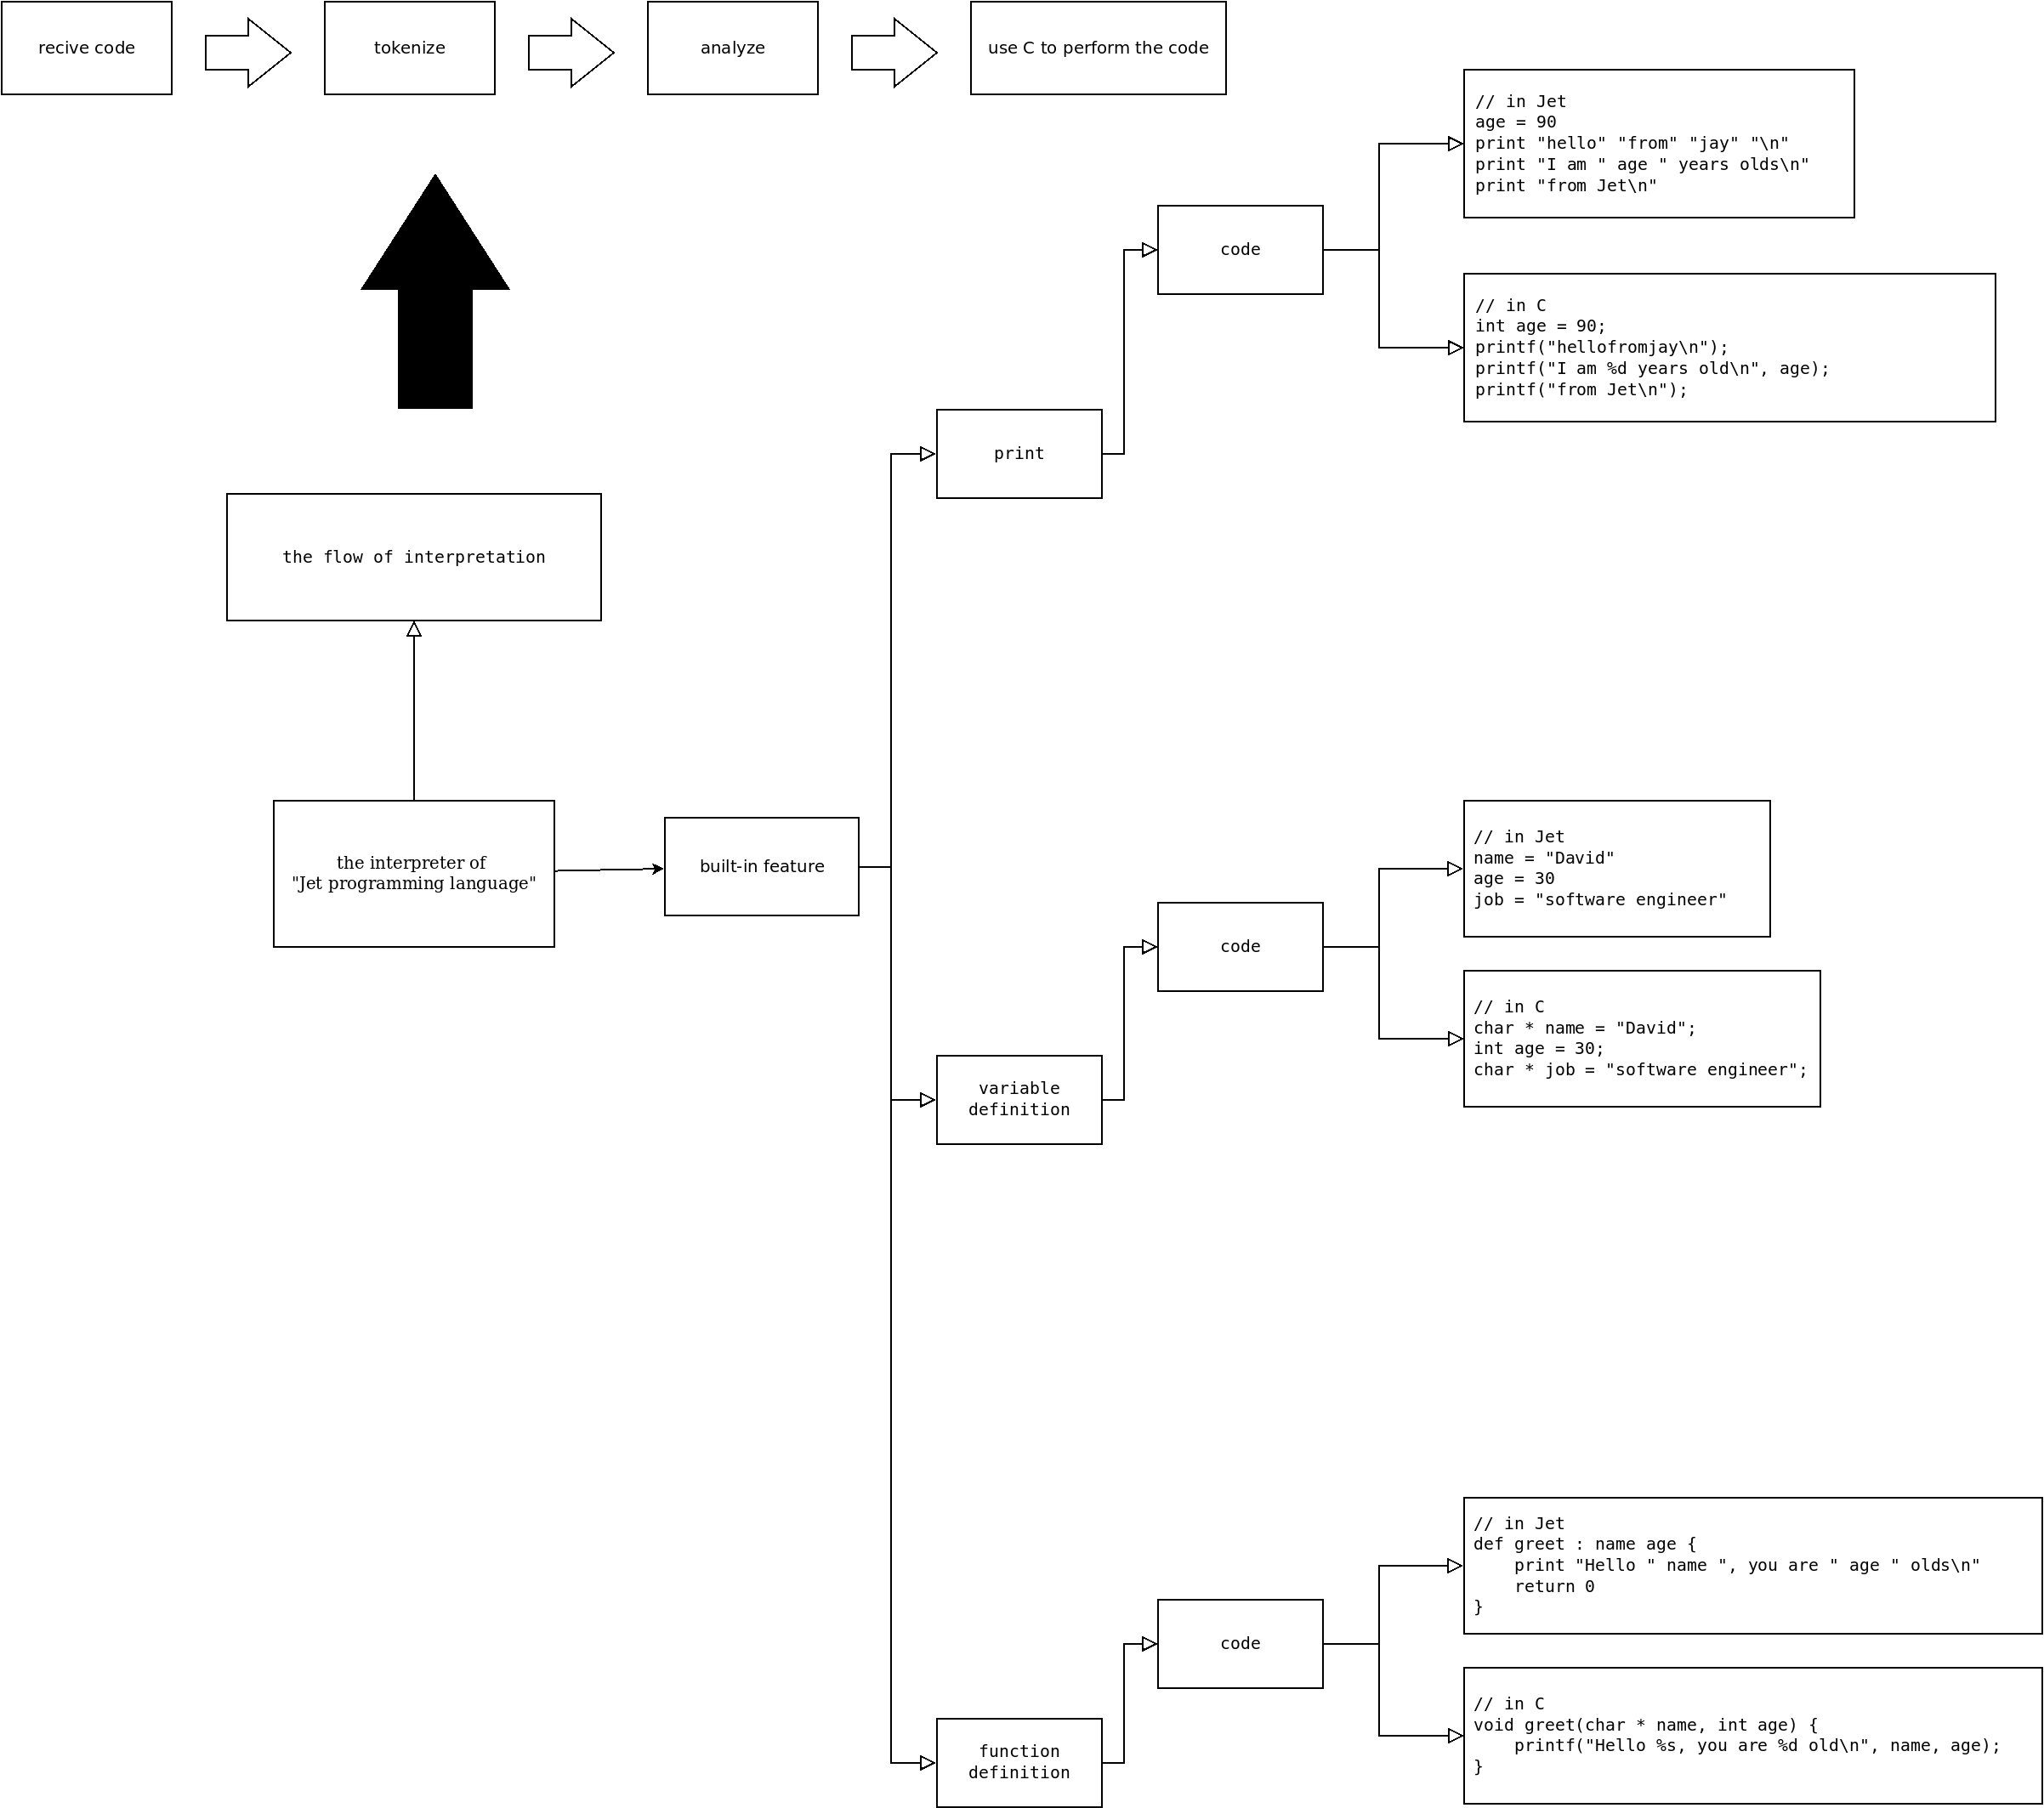 recive code
tokenize
analyze
use C to perform the code
// in Jet
age = 90
print "hello" "from" "jay" "\n"
print "I am " age " years olds\n"
print "from Jet\n"
code
// in C
int age = 90;
printf("hellofromjay\n");
printf("I am %d years old\n", age);
printf("from Jet\n");
print
the flow of interpretation
the interpreter of
"Jet programming language"
built-in feature
// in Jet
name = "David"
age = 30
job = "software engineer"
code
// in C
char * name = "David";
int age = 30;
char * job = "software engineer";
variable
definition
// in Jet
def greet : name age {
    print "Hello " name ", you are " age " olds\n"
    return 0
}
code
// in C
void greet(char * name, int age) {
    printf("Hello %s, you are %d old\n", name, age);
}
function
definition